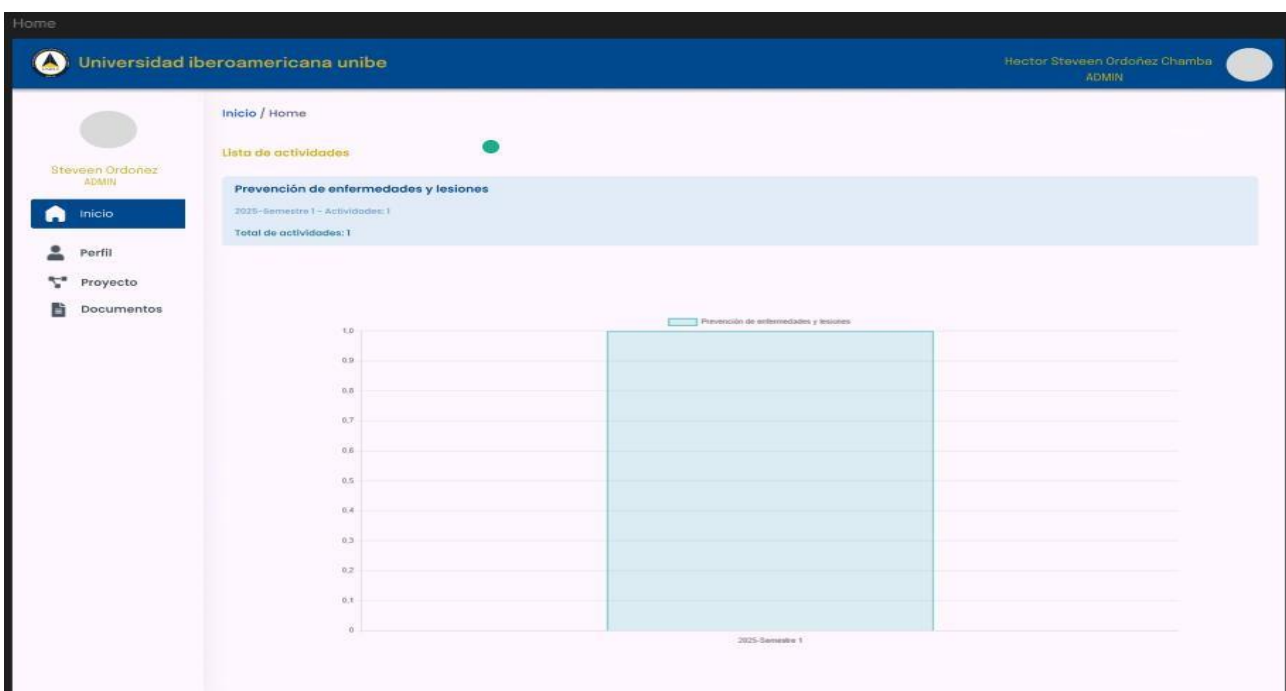 Home
Universidad iberoamericana unibe
Hector Steveen Ordoñez Chamba
ADMIN
Steveen Ordoñez
ADMIN
Inicio
Perfil
Proyecto
Documentos
Inicio / Home
Lista de actividades
Prevención de enfermedades y lesiones
2025-Semestre 1 - Actividades: 1
Total de actividades: 1
Prevención de enfermedades y lesiones
1,0
0,9
0,8
0,7
0,6
0,5
0,4
0,3
0,2
0,1
0
2025-Semestre 1